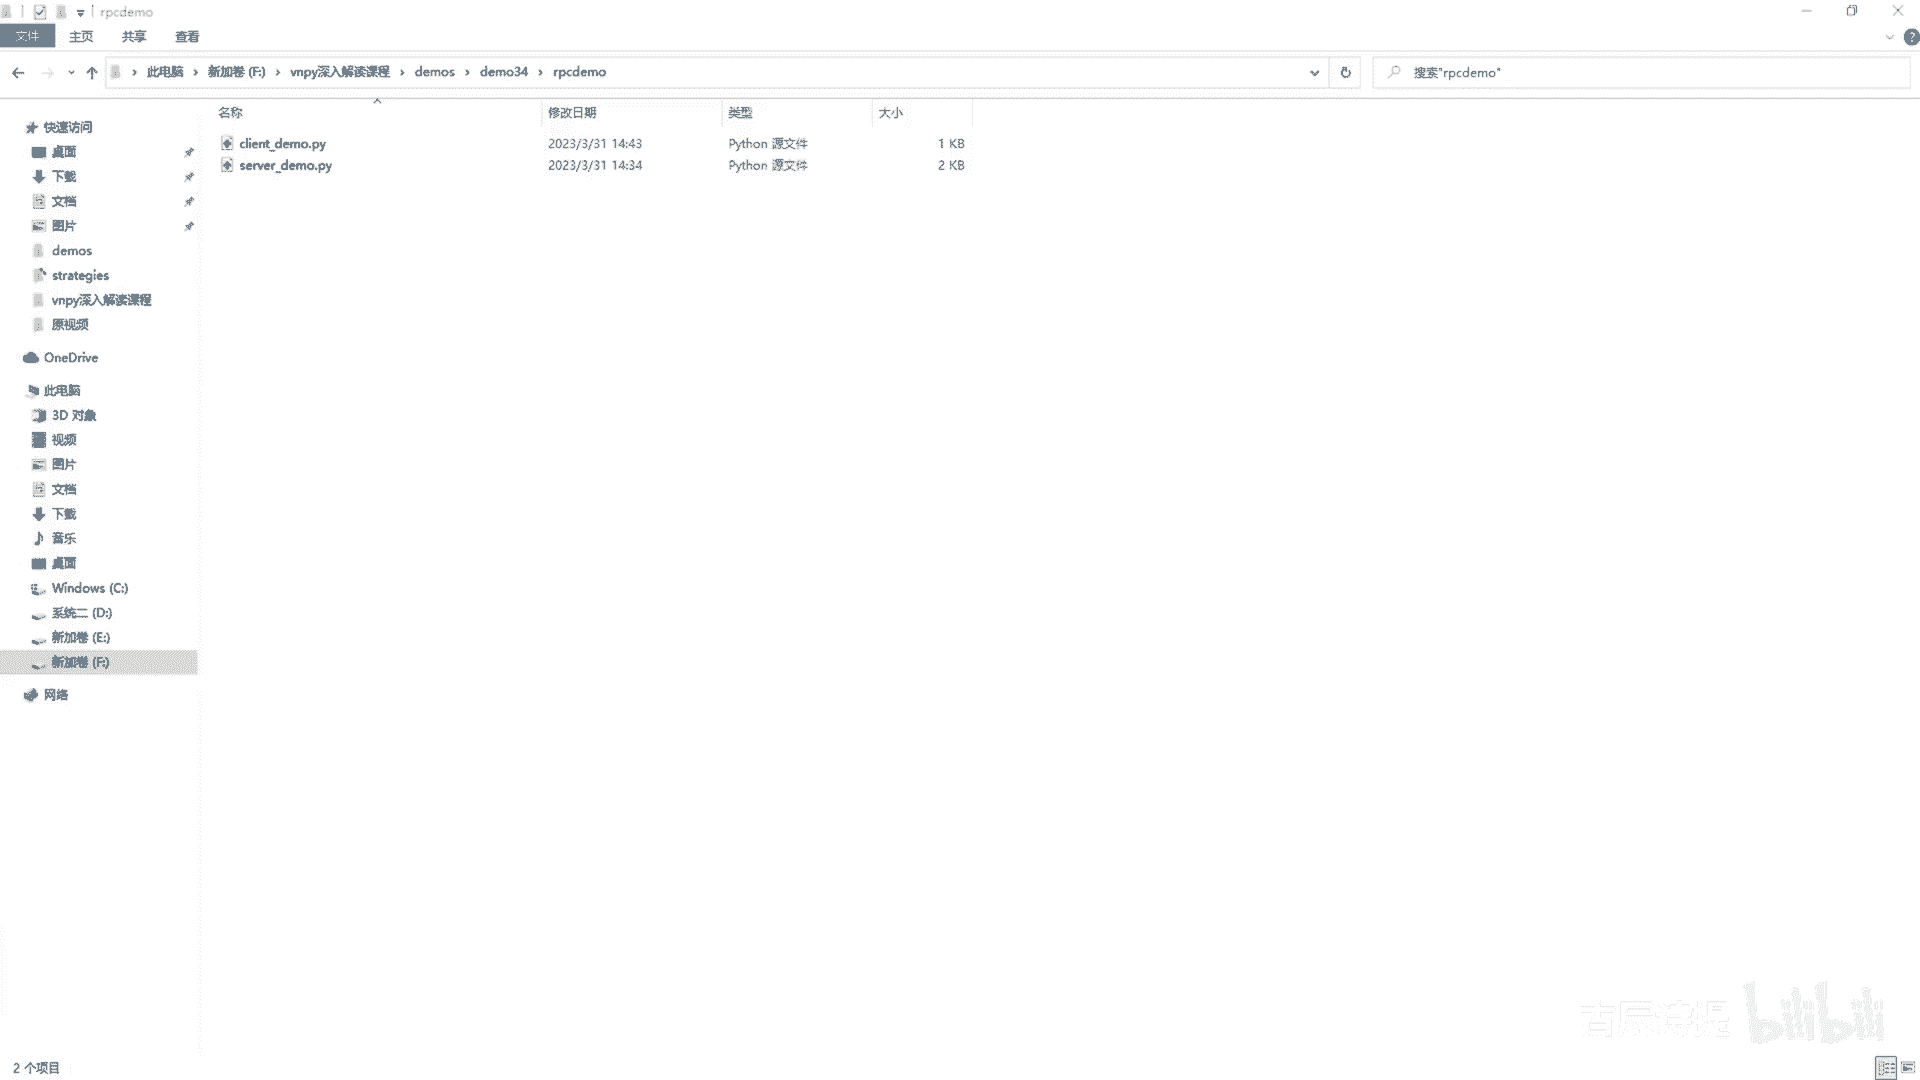 rpcdemo
文件 主页 共享 查看
此电脑 新加卷 (F:) vnpy深入解读课程 demos demo34 rpcdemo 搜索"rpcdemo"
名称 修改日期 类型 大小
client_demo.py 2023/3/31 14:43 Python 源文件 1 KB
server_demo.py 2023/3/31 14:34 Python 源文件 2 KB
快速访问
桌面
下载
文档
图片
demos
strategies
vnpy深入解读课程
原视频
OneDrive
此电脑
3D 对象
视频
图片
文档
下载
音乐
桌面
Windows (C:)
系统二 (D:)
新加卷 (E:)
新加卷 (F:)
网络
bilibili
2 个项目